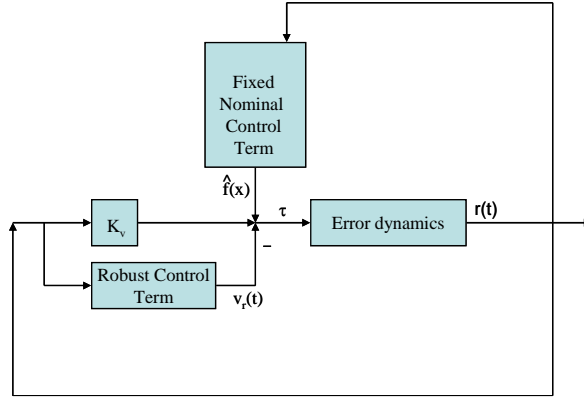 Fixed
Nominal
Control
Term
f̂(x)
τ
r(t)
K_v
Error dynamics
–
Robust Control
Term
v_r(t)